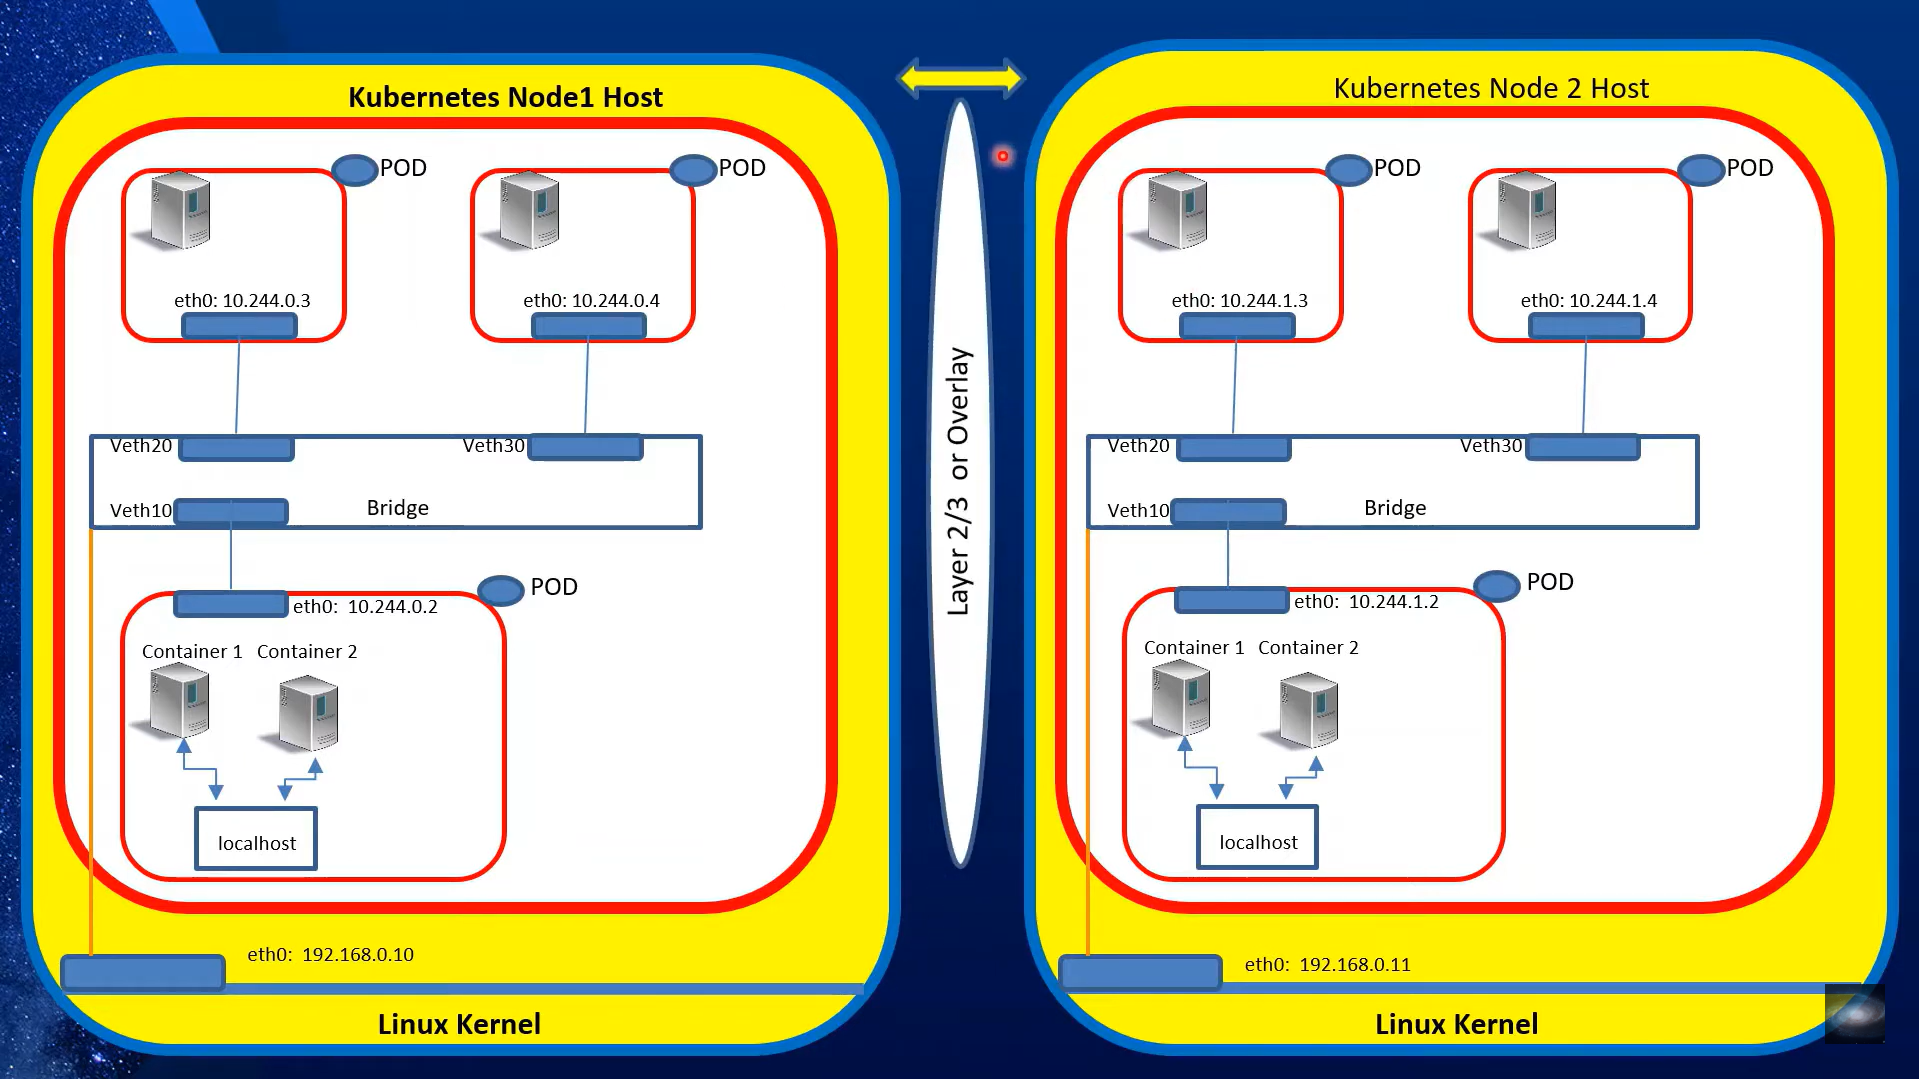 Kubernetes Node1 Host
POD
POD
eth0: 10.244.0.3
eth0: 10.244.0.4
Veth20
Veth30
Veth10
Bridge
POD
eth0:  10.244.0.2
Container 1
Container 2
localhost
eth0:  192.168.0.10
Linux Kernel
Layer 2/3  or Overlay
Kubernetes Node 2 Host
POD
POD
eth0: 10.244.1.3
eth0: 10.244.1.4
Veth20
Veth30
Veth10
Bridge
POD
eth0:  10.244.1.2
Container 1
Container 2
localhost
eth0:  192.168.0.11
Linux Kernel